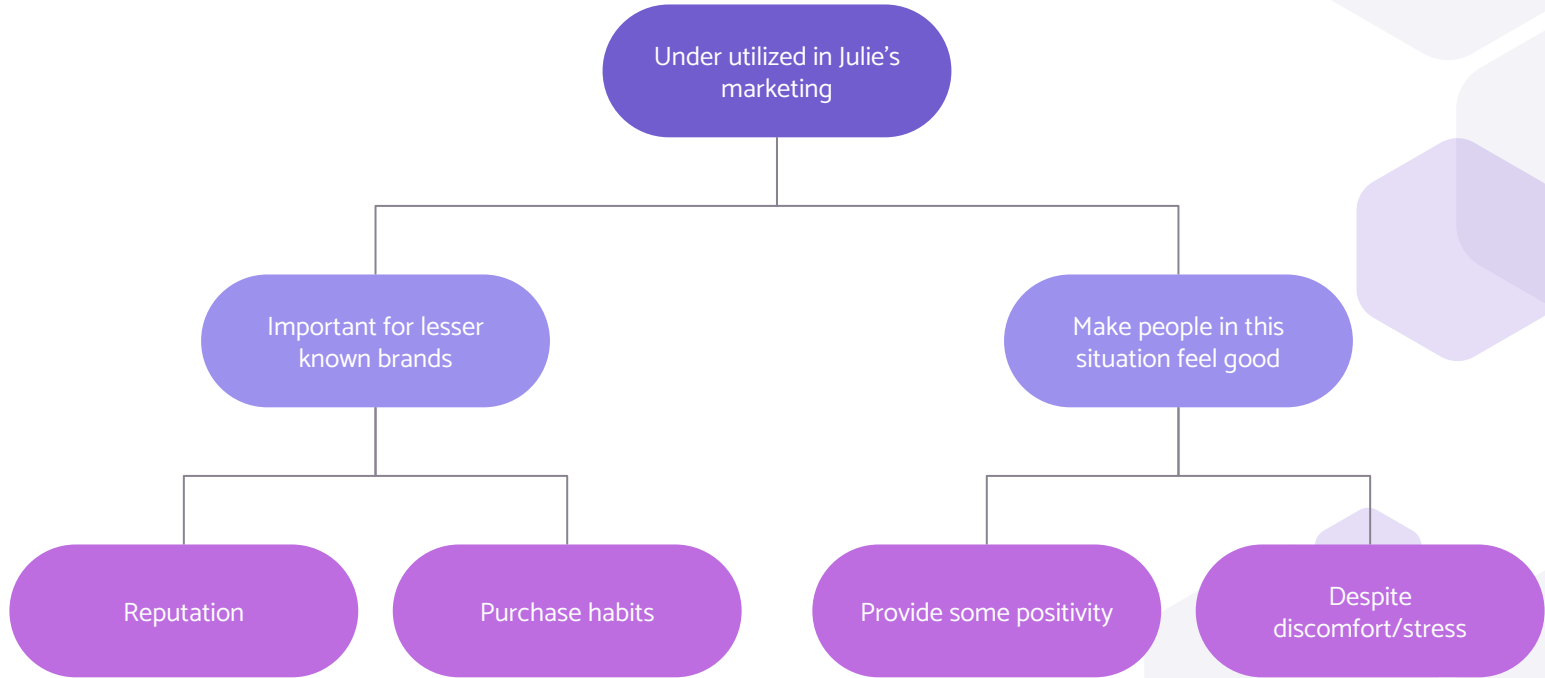 Under utilized in Julie's
marketing
Important for lesser
known brands
Make people in this
situation feel good
Reputation
Purchase habits
Provide some positivity
Despite
discomfort/stress